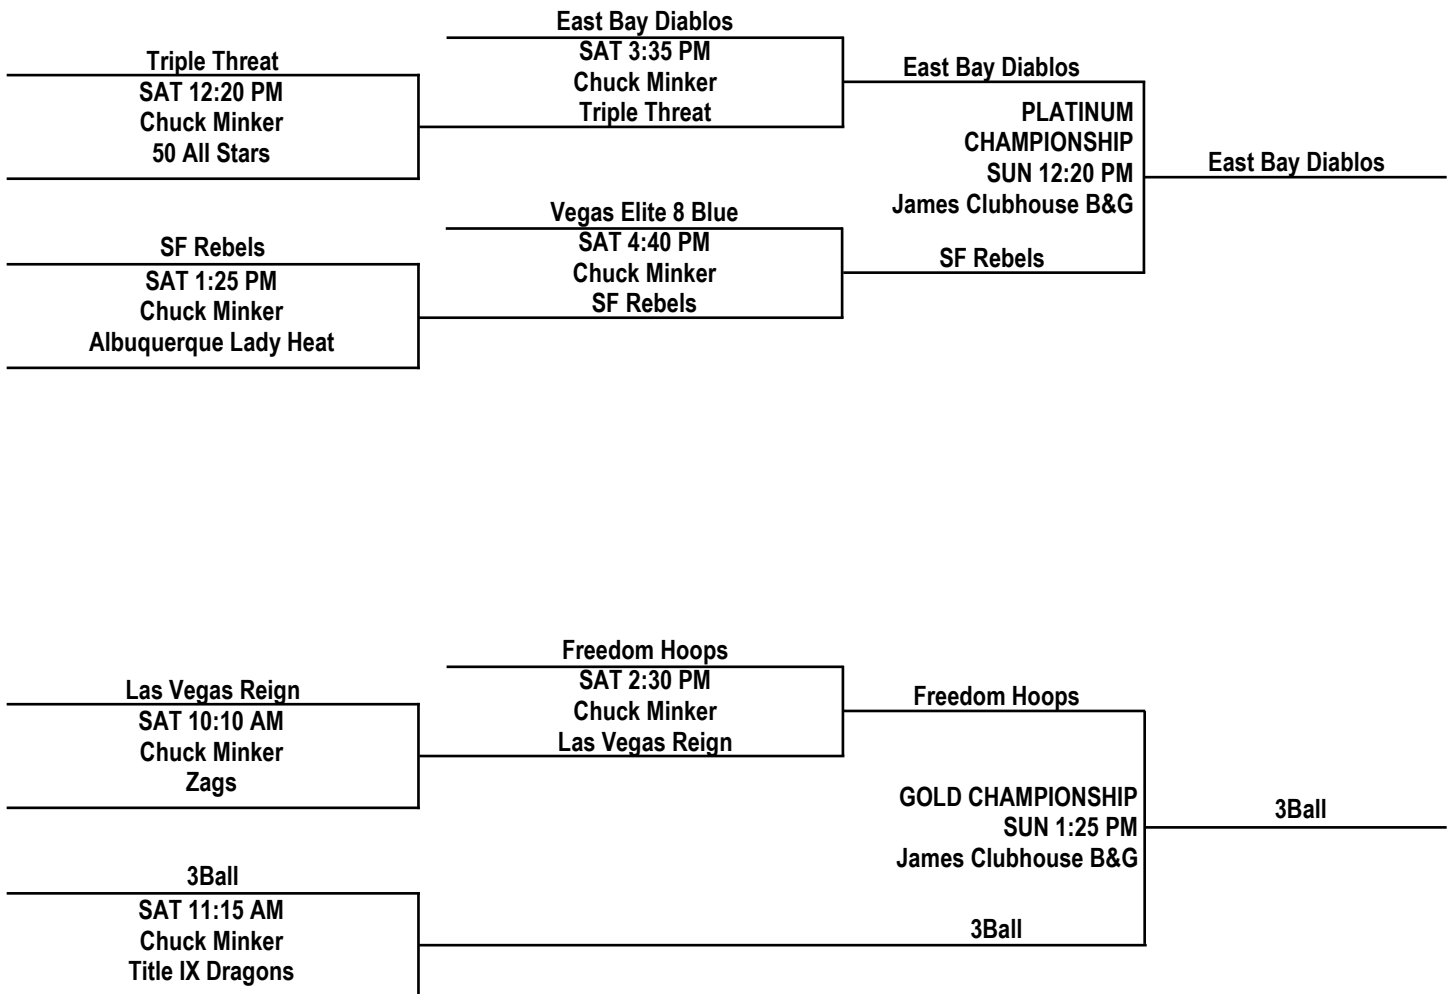 East Bay Diablos
Triple Threat
SAT 3:35 PM
Chuck Minker
Triple Threat
East Bay Diablos
SAT 12:20 PM
Chuck Minker
50 All Stars
PLATINUM
CHAMPIONSHIP
SUN 12:20 PM
James Clubhouse B&G
East Bay Diablos
Vegas Elite 8 Blue
SF Rebels
SAT 4:40 PM
Chuck Minker
SF Rebels
SF Rebels
SAT 1:25 PM
Chuck Minker
Albuquerque Lady Heat
Freedom Hoops
Las Vegas Reign
SAT 2:30 PM
Chuck Minker
Las Vegas Reign
Freedom Hoops
SAT 10:10 AM
Chuck Minker
Zags
GOLD CHAMPIONSHIP
SUN 1:25 PM
James Clubhouse B&G
3Ball
3Ball
SAT 11:15 AM
Chuck Minker
Title IX Dragons
3Ball